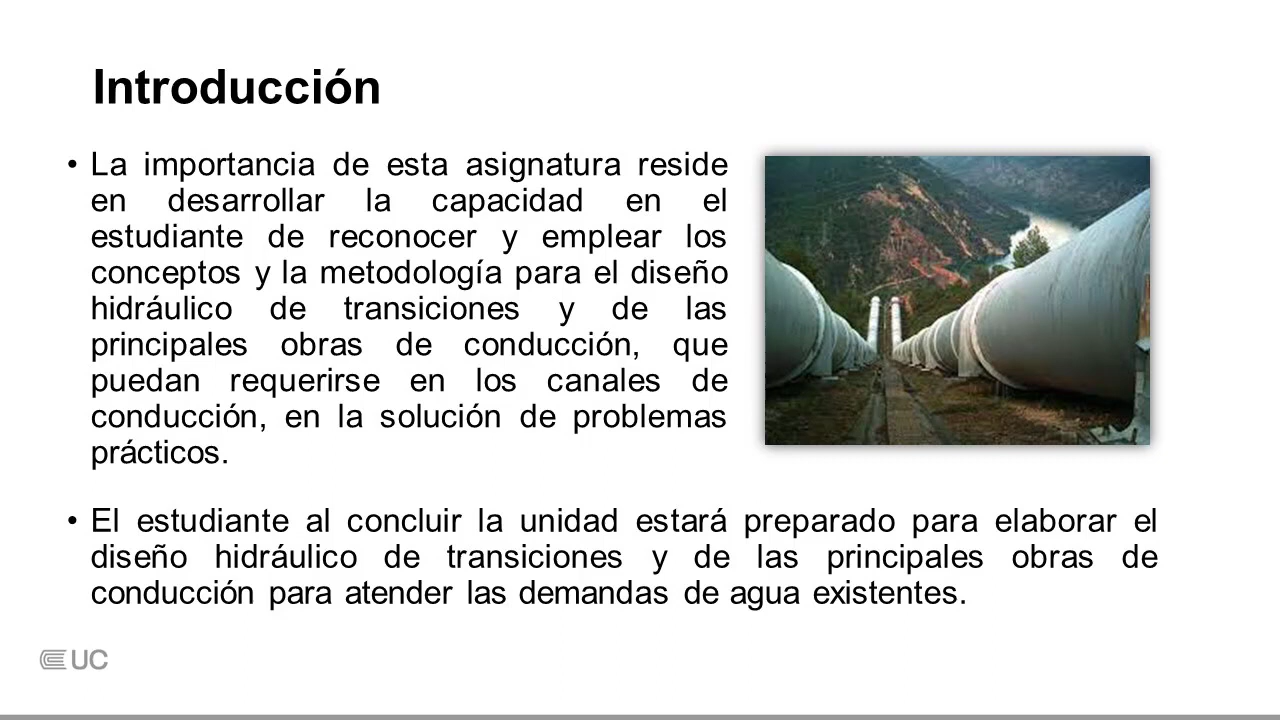 Introducción
• La importancia de esta asignatura reside
en desarrollar la capacidad en el
estudiante de reconocer y emplear los
conceptos y la metodología para el diseño
hidráulico de transiciones y de las
principales obras de conducción, que
puedan requerirse en los canales de
conducción, en la solución de problemas
prácticos.
• El estudiante al concluir la unidad estará preparado para elaborar el
diseño hidráulico de transiciones y de las principales obras de
conducción para atender las demandas de agua existentes.
UC